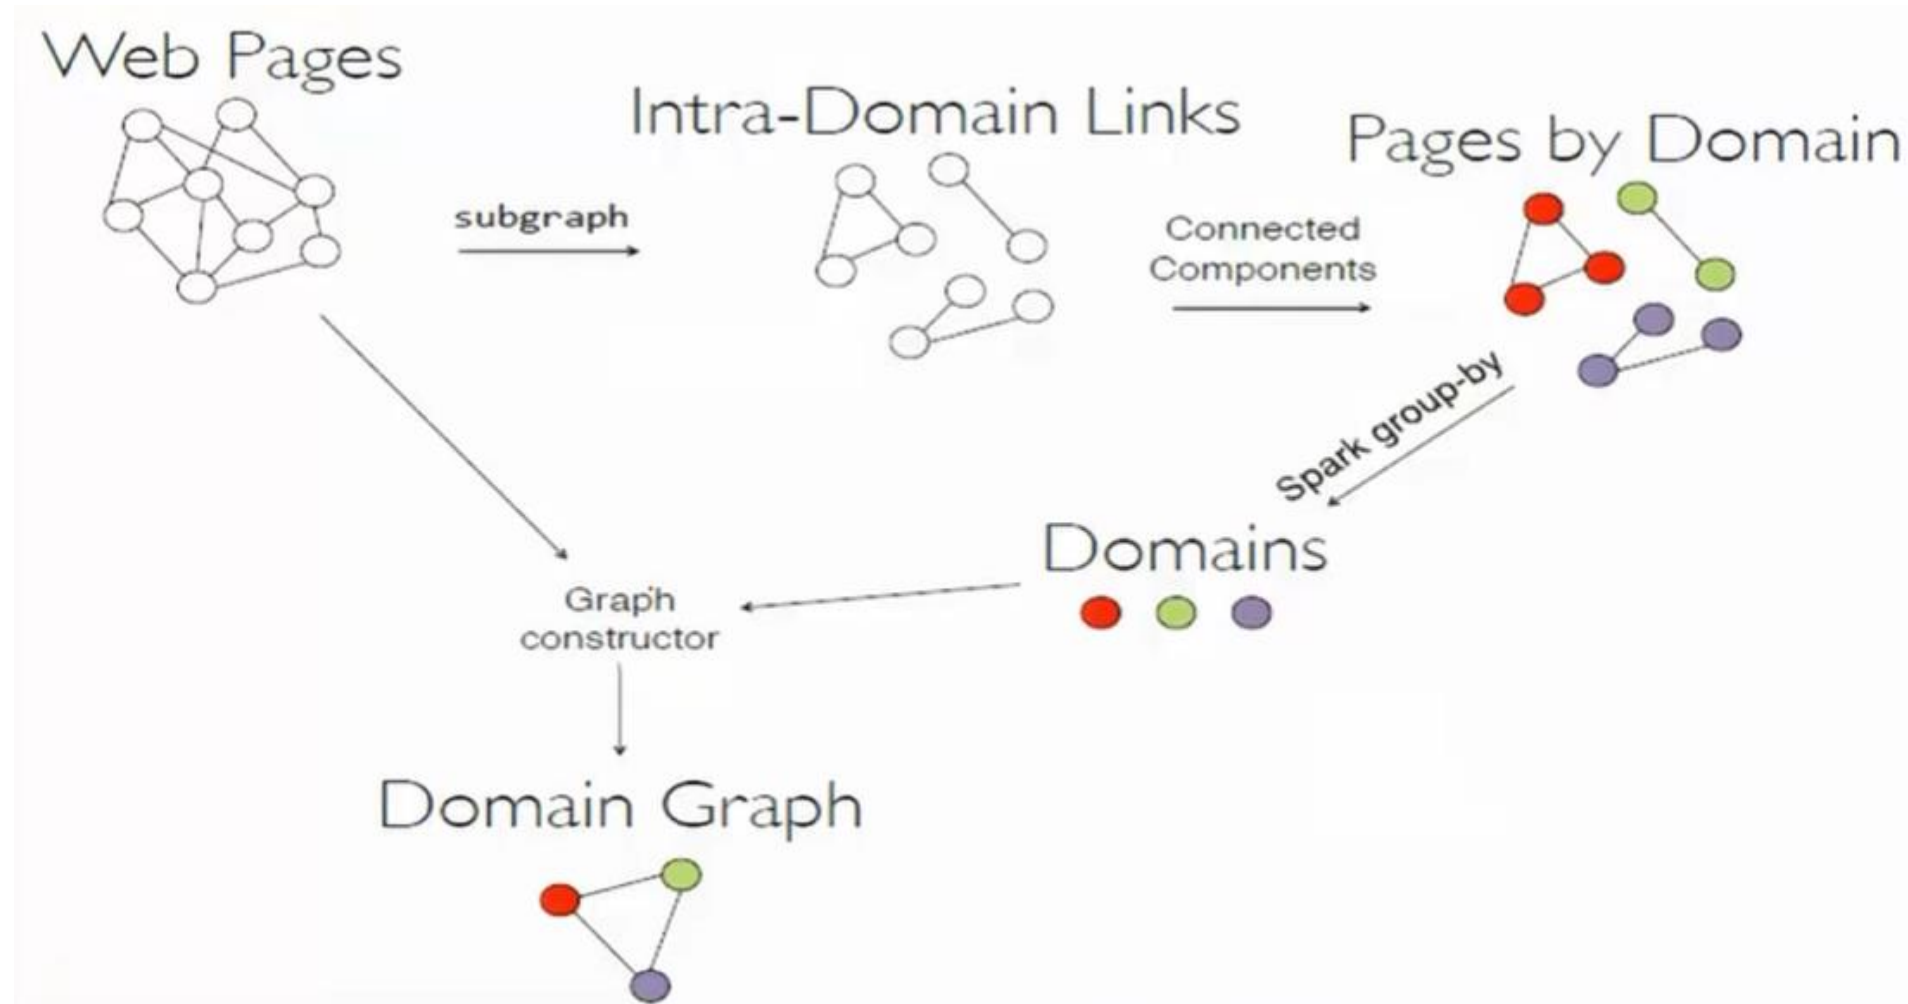 Web Pages
Intra-Domain Links
Pages by Domain
subgraph
Connected
Components
Spark group-by
Domains
Graph
constructor
Domain Graph